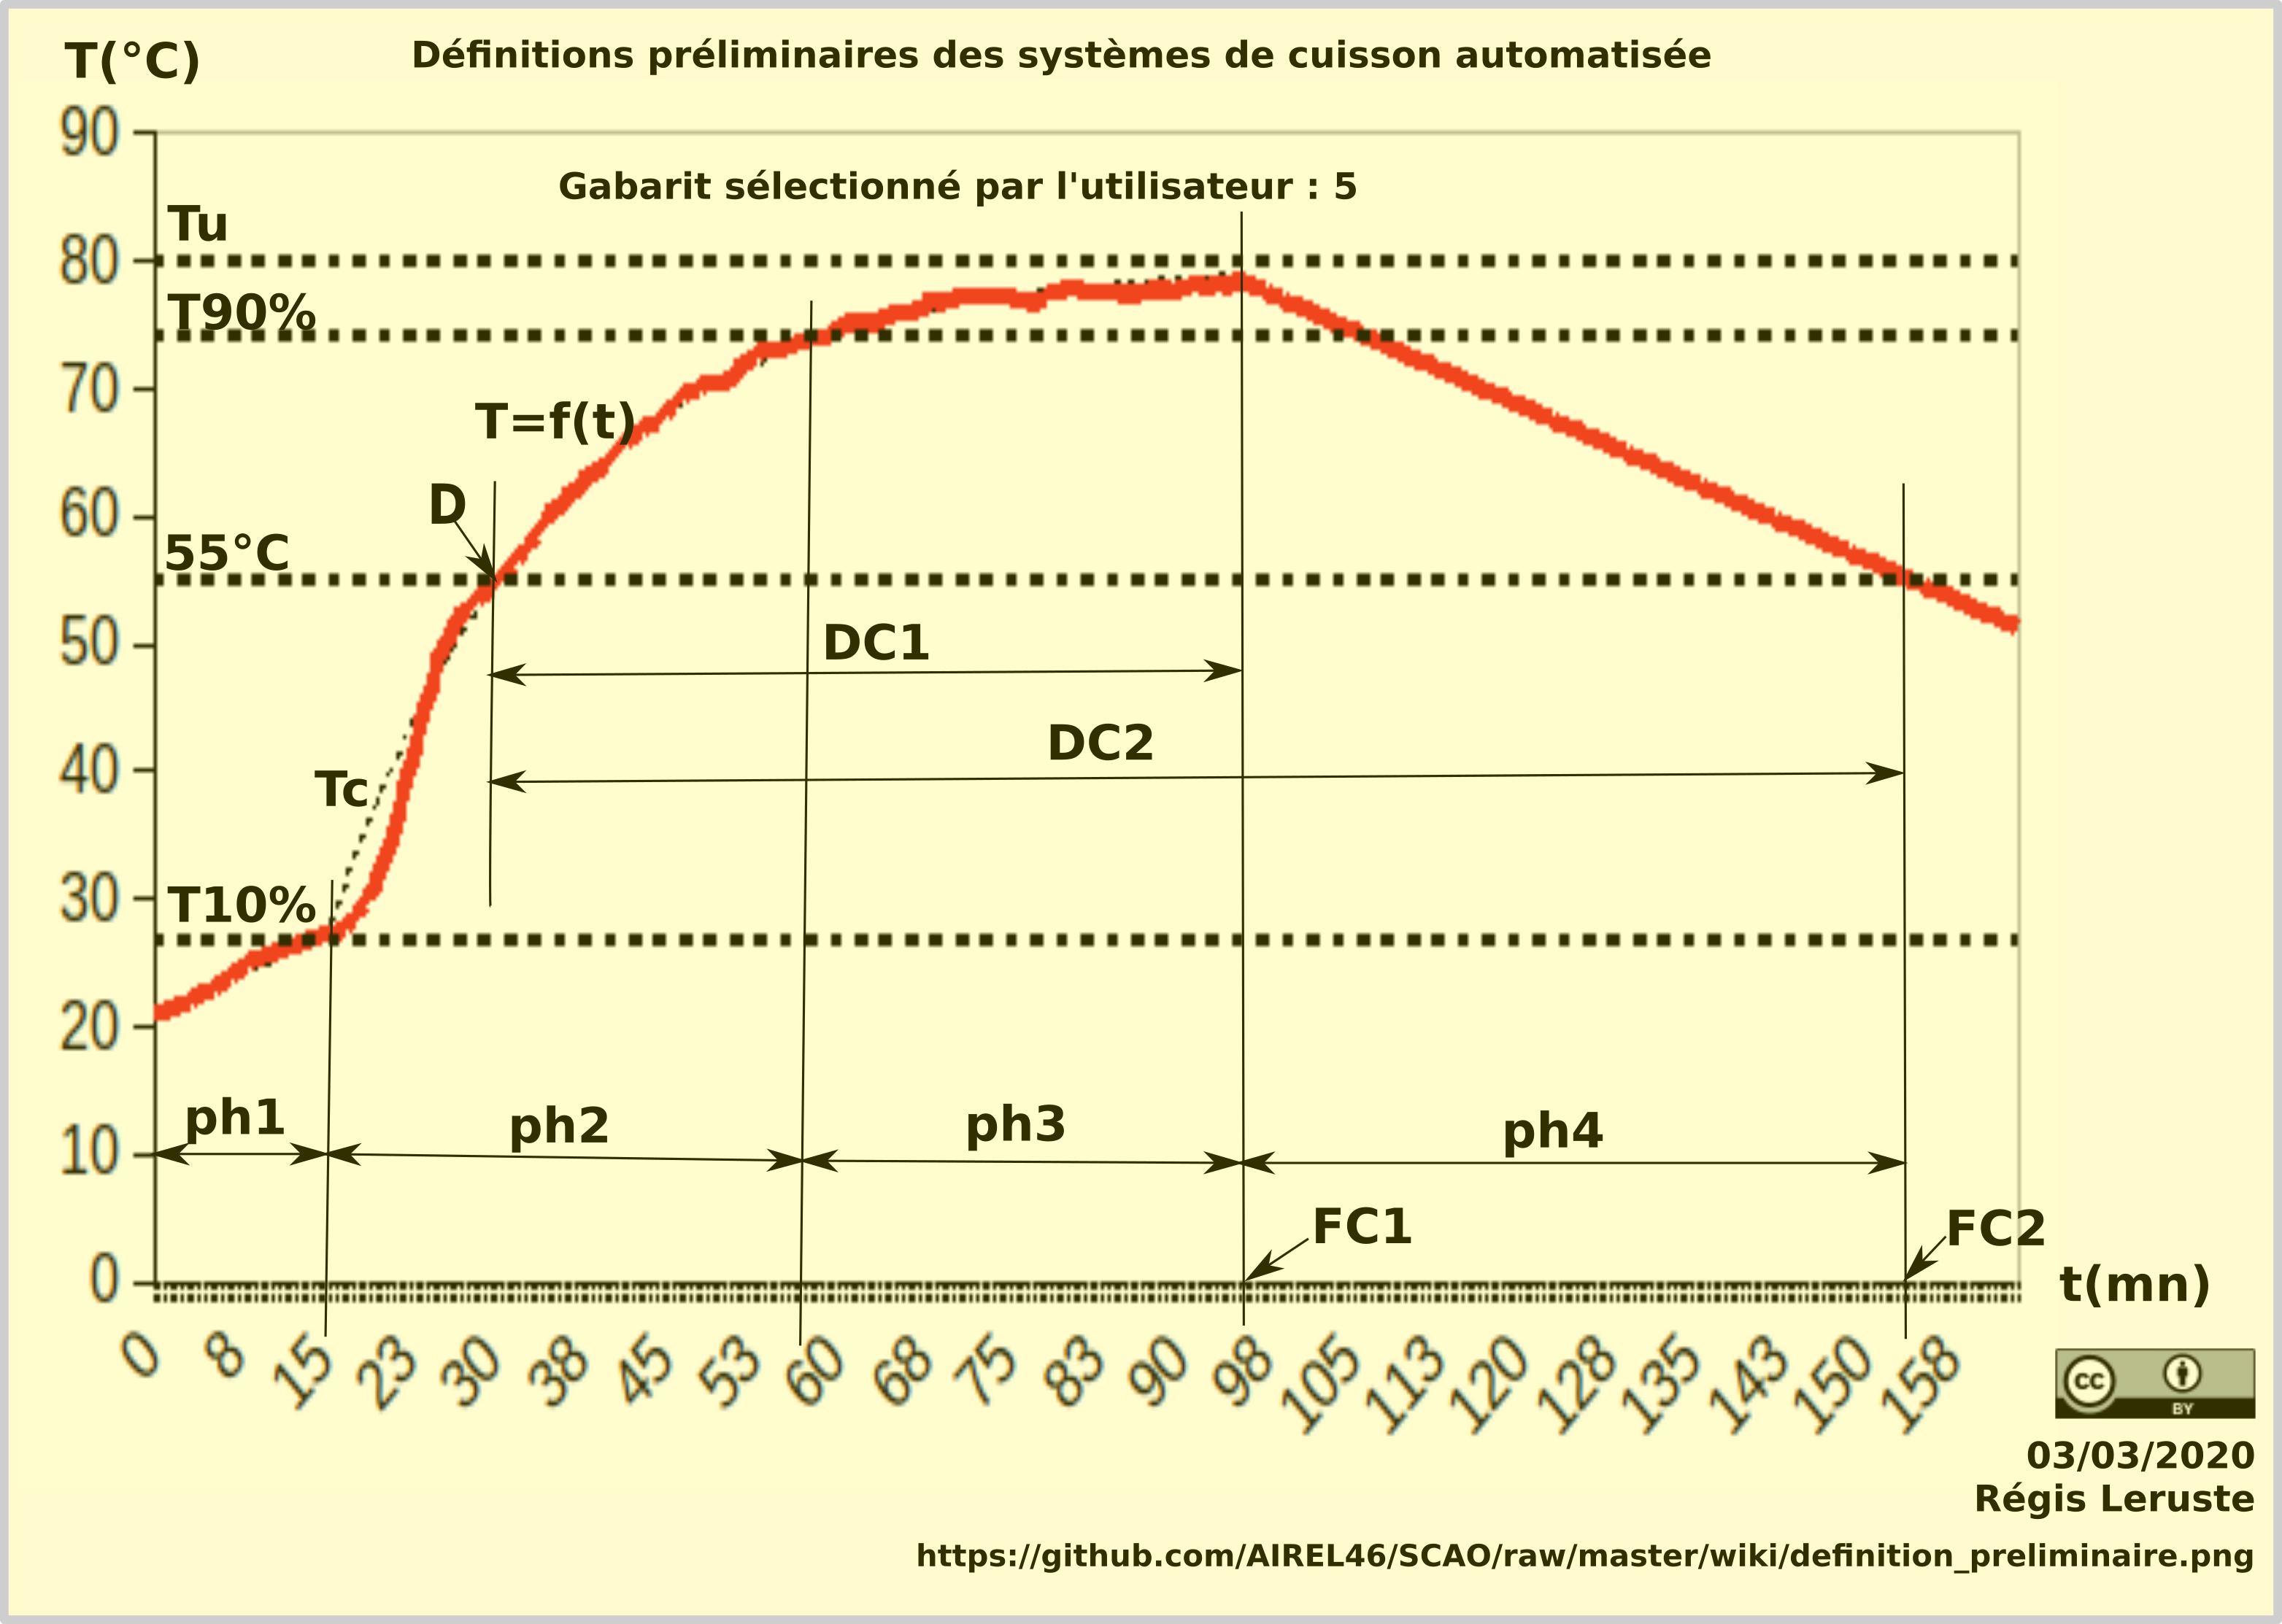 T(°C)
Définitions préliminaires des systèmes de cuisson automatisée
90
Gabarit sélectionné par l'utilisateur : 5
Tu
80
T90%
70
T=f(t)
D
60
55°C
50
DC1
DC2
40
Tc
30
T10%
20
ph1
ph2
ph3
ph4
10
FC1
FC2
0
t(mn)
0 8 15 23 30 38 45 53 60 68 75 83 90 98 105 113 120 128 135 143 150 158
cc
BY
03/03/2020
Régis Leruste
https://github.com/AIREL46/SCAO/raw/master/wiki/definition_preliminaire.png